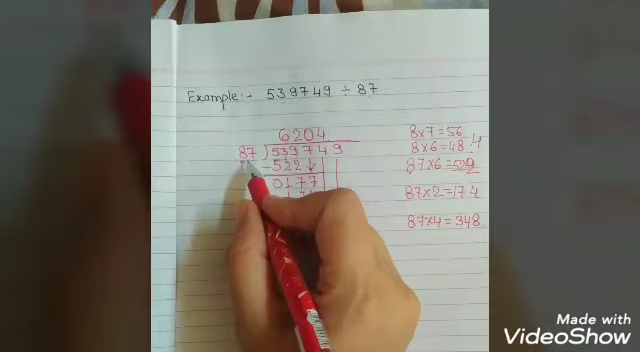 Example:- 539749 ÷ 87
6204
87 ) 539749
-522↓
0177
8x7=56
8x6=48.4
87x6=522
87x2=174
87x4=348.
Made with
VideoShow